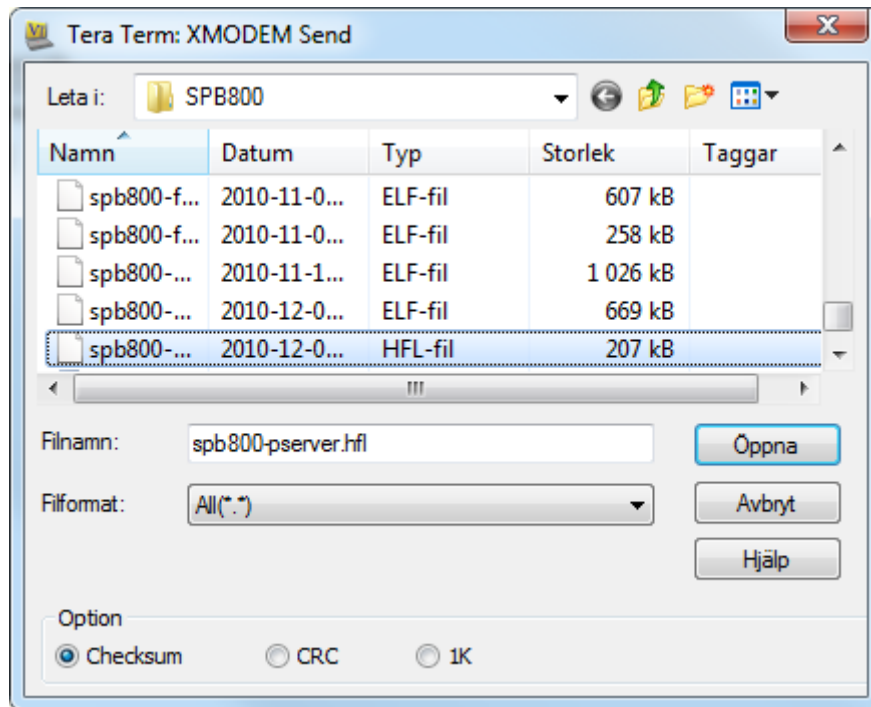 Tera Term: XMODEM Send
Leta i: SPB800
Namn Datum Typ Storlek Taggar
spb800-f... 2010-11-0... ELF-fil 607 kB
spb800-f... 2010-11-0... ELF-fil 258 kB
spb800-... 2010-11-1... ELF-fil 1 026 kB
spb800-... 2010-12-0... ELF-fil 669 kB
spb800-... 2010-12-0... HFL-fil 207 kB
Filnamn: spb800-pserver.hfl Öppna
Filformat: All(*.*) Avbryt
Hjälp
Option
Checksum CRC 1K